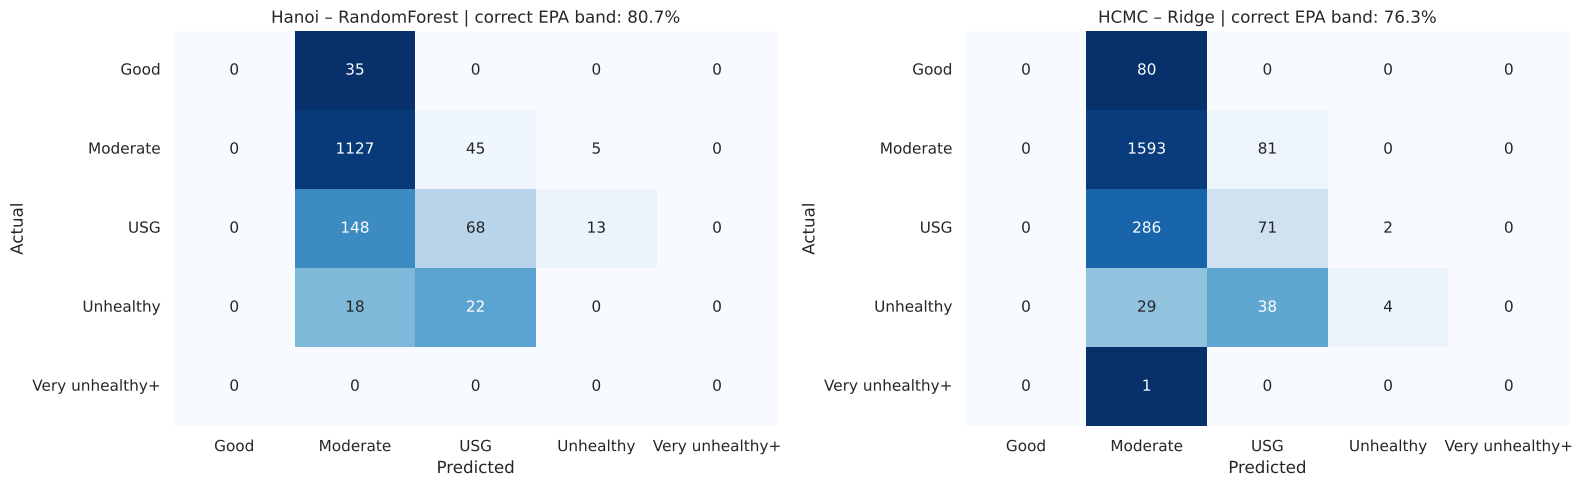 Hanoi – RandomForest | correct EPA band: 80.7%
Good 0 35 0 0 0
Moderate 0 1127 45 5 0
USG 0 148 68 13 0
Unhealthy 0 18 22 0 0
Very unhealthy+ 0 0 0 0 0
Actual
Good Moderate USG Unhealthy Very unhealthy+
Predicted
HCMC – Ridge | correct EPA band: 76.3%
Good 0 80 0 0 0
Moderate 0 1593 81 0 0
USG 0 286 71 2 0
Unhealthy 0 29 38 4 0
Very unhealthy+ 0 1 0 0 0
Actual
Good Moderate USG Unhealthy Very unhealthy+
Predicted